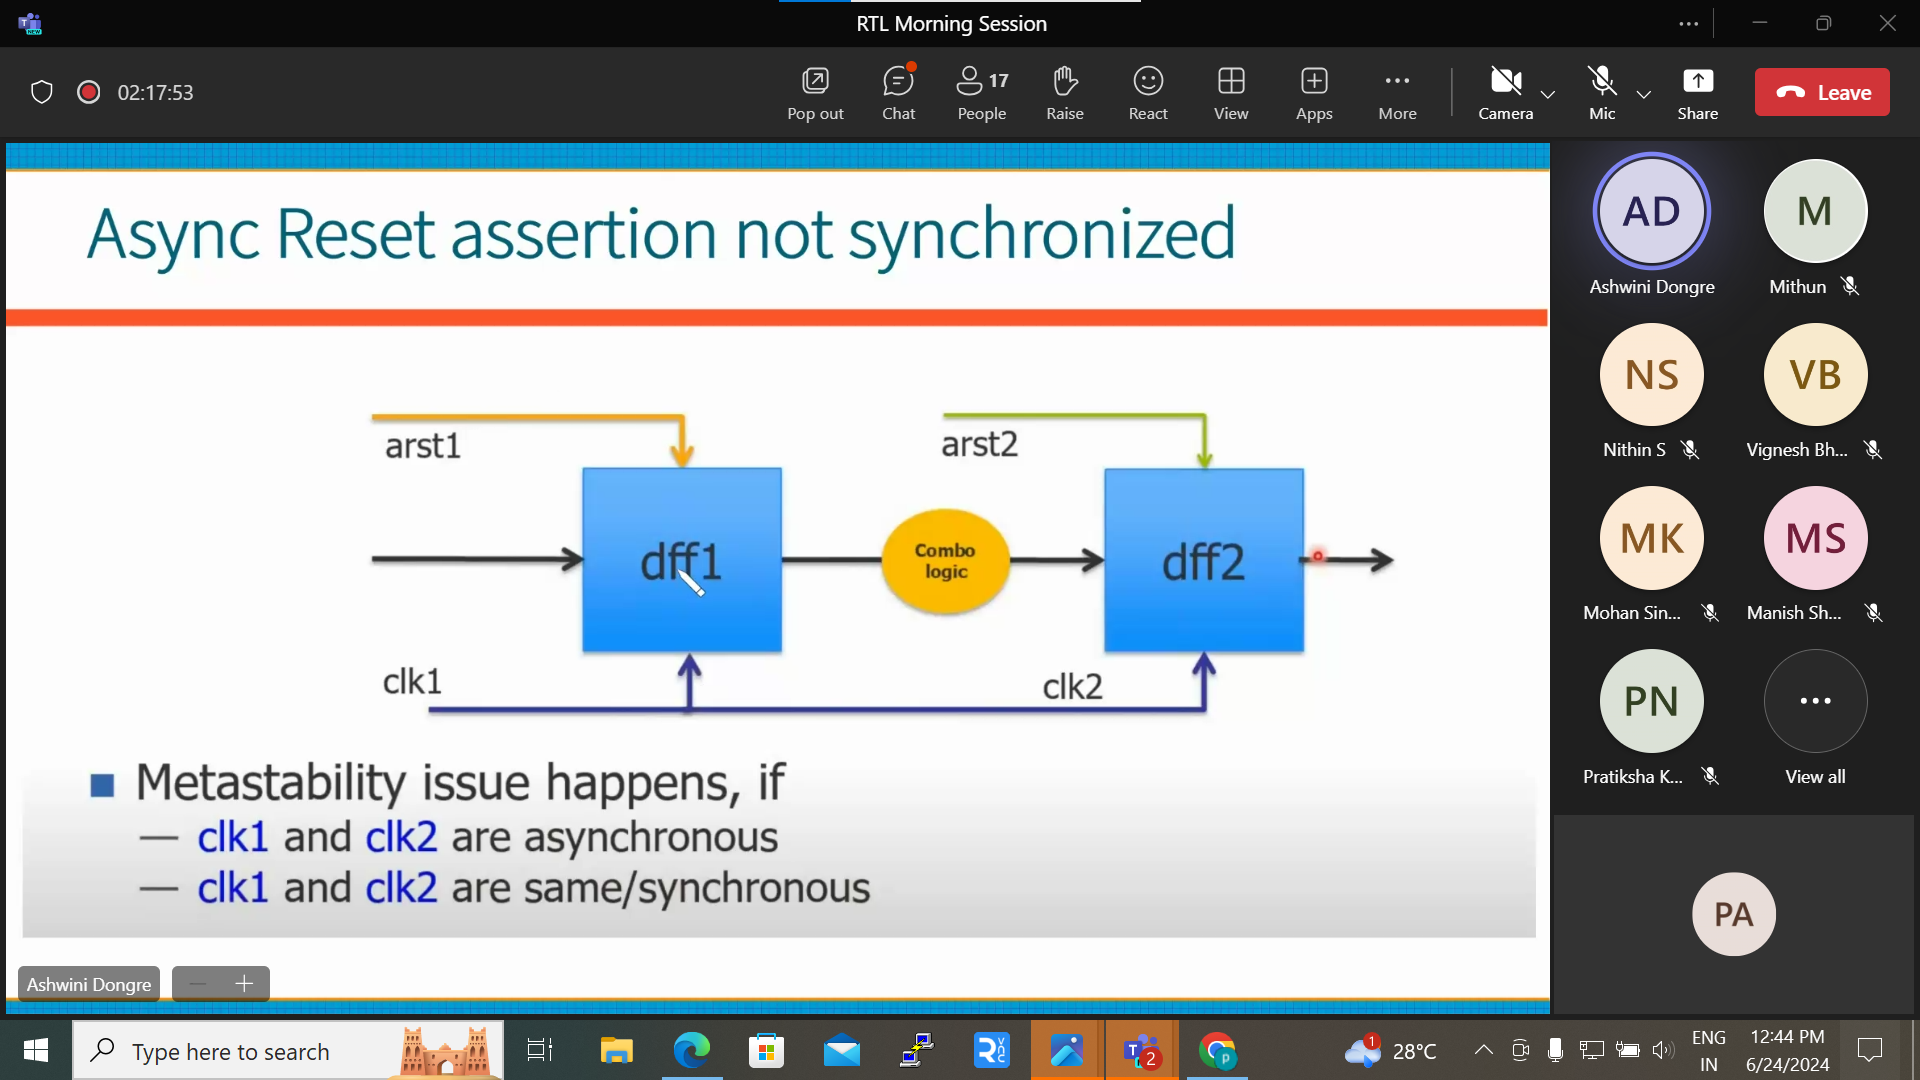 RTL Morning Session
02:17:53
Pop out
Chat
17
People
Raise
React
View
Apps
More
Camera
Mic
Share
Leave
Async Reset assertion not synchronized
arst1
arst2
dff1
Combo
logic
dff2
clk1
clk2
Metastability issue happens, if
— clk1 and clk2 are asynchronous
— clk1 and clk2 are same/synchronous
Ashwini Dongre
AD
Ashwini Dongre
M
Mithun
NS
Nithin S
VB
Vignesh Bh...
MK
Mohan Sin...
MS
Manish Sh...
PN
Pratiksha K...
View all
PA
Type here to search
2
p
1
28°C
ENG
IN
12:44 PM
6/24/2024